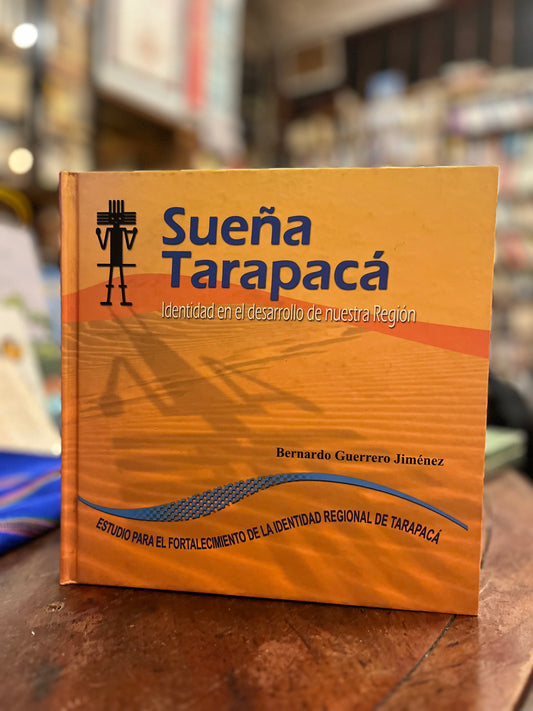 Sueña
Tarapacá
Identidad en el desarrollo de nuestra Región
Bernardo Guerrero Jiménez
ESTUDIO PARA EL FORTALECIMIENTO DE LA IDENTIDAD REGIONAL DE TARAPACÁ